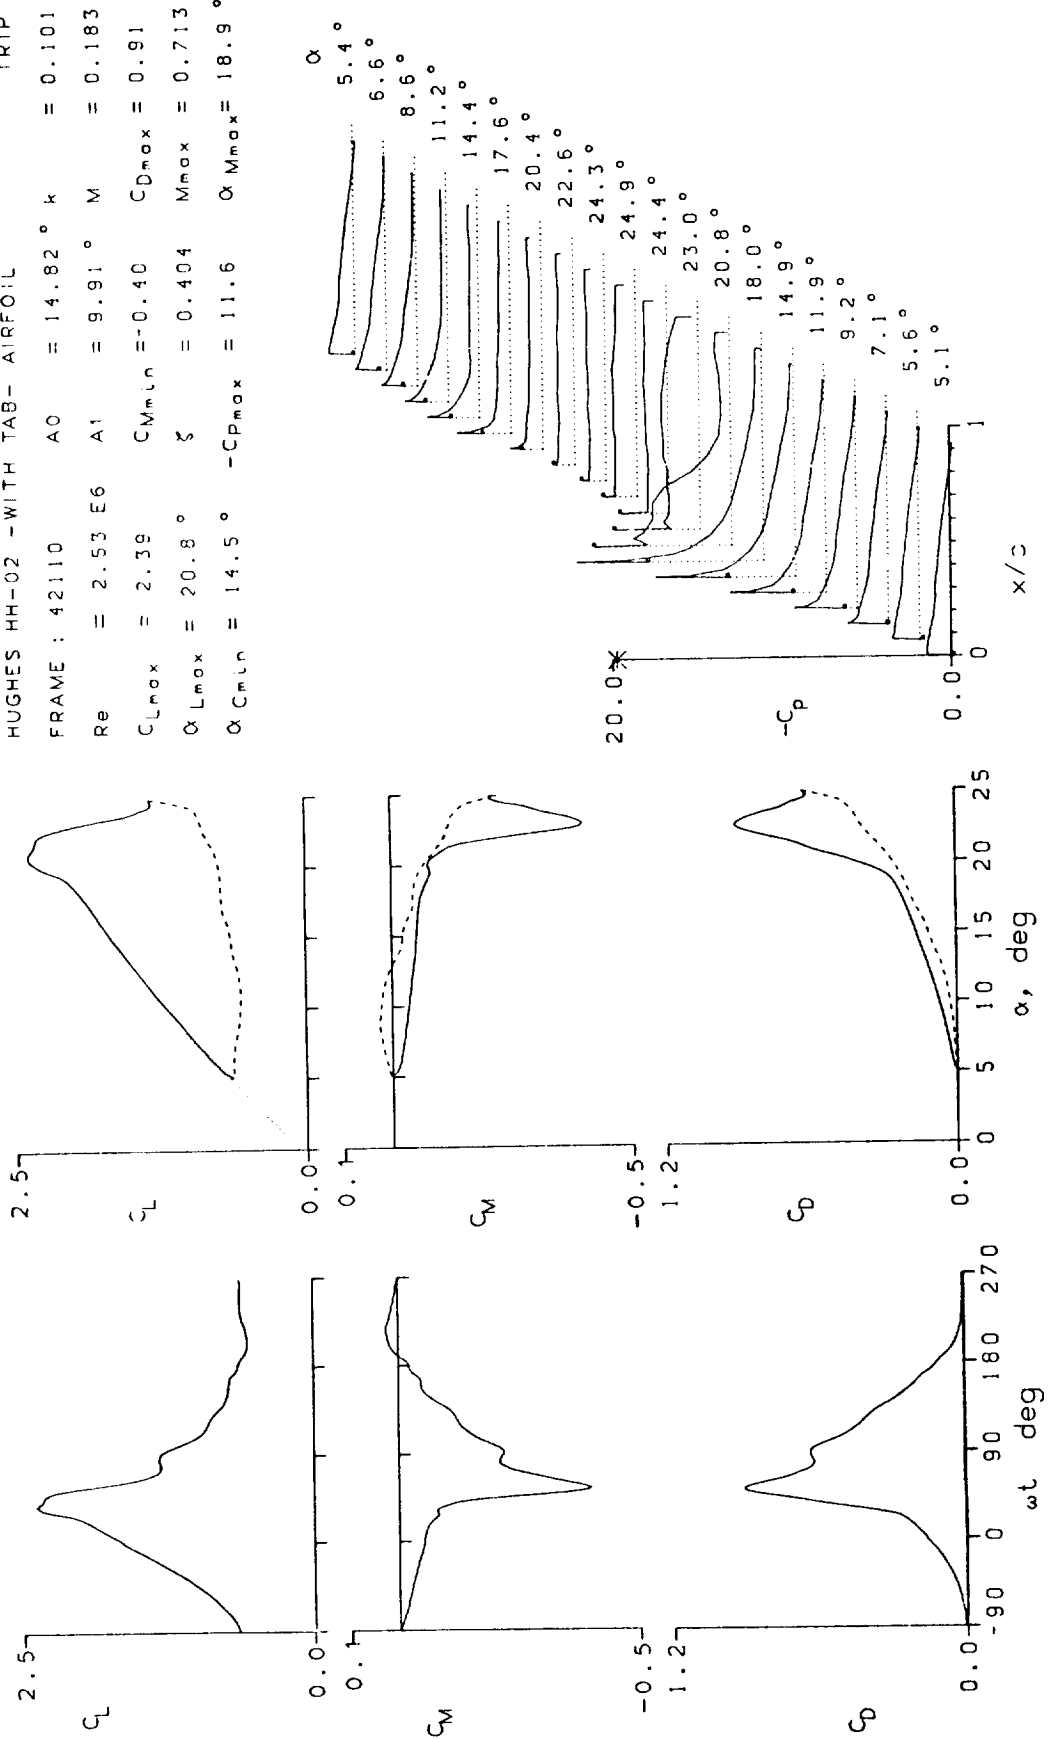 HUGHES HH-02 -WITH TAB- AIRFOIL TRIP
FRAME : 42110 A0 = 14.82° k = 0.101
Re = 2.53 E6 A1 = 9.91° M = 0.183
CLmax = 2.39 CMmin =-0.40 CDmax = 0.91
αLmax = 20.8° ζ = 0.404 Mmax = 0.713
αCmin = 14.5° -CPmax = 11.6 αMmax= 18.9°
2.5
CL
0.0
0.1
CM
-0.5
1.2
CD
0.0
-90 0 90 180 270
ωt deg
2.5
CL
0.0
0.1
CM
-0.5
1.2
CD
0.0
0 5 10 15 20 25
α, deg
20.0
-Cp
0.0
0 1
x/c
α
5.4°
6.6°
8.6°
11.2°
14.4°
17.6°
20.4°
22.6°
24.3°
24.9°
24.4°
23.0°
20.8°
18.0°
14.9°
11.9°
9.2°
7.1°
5.6°
5.1°